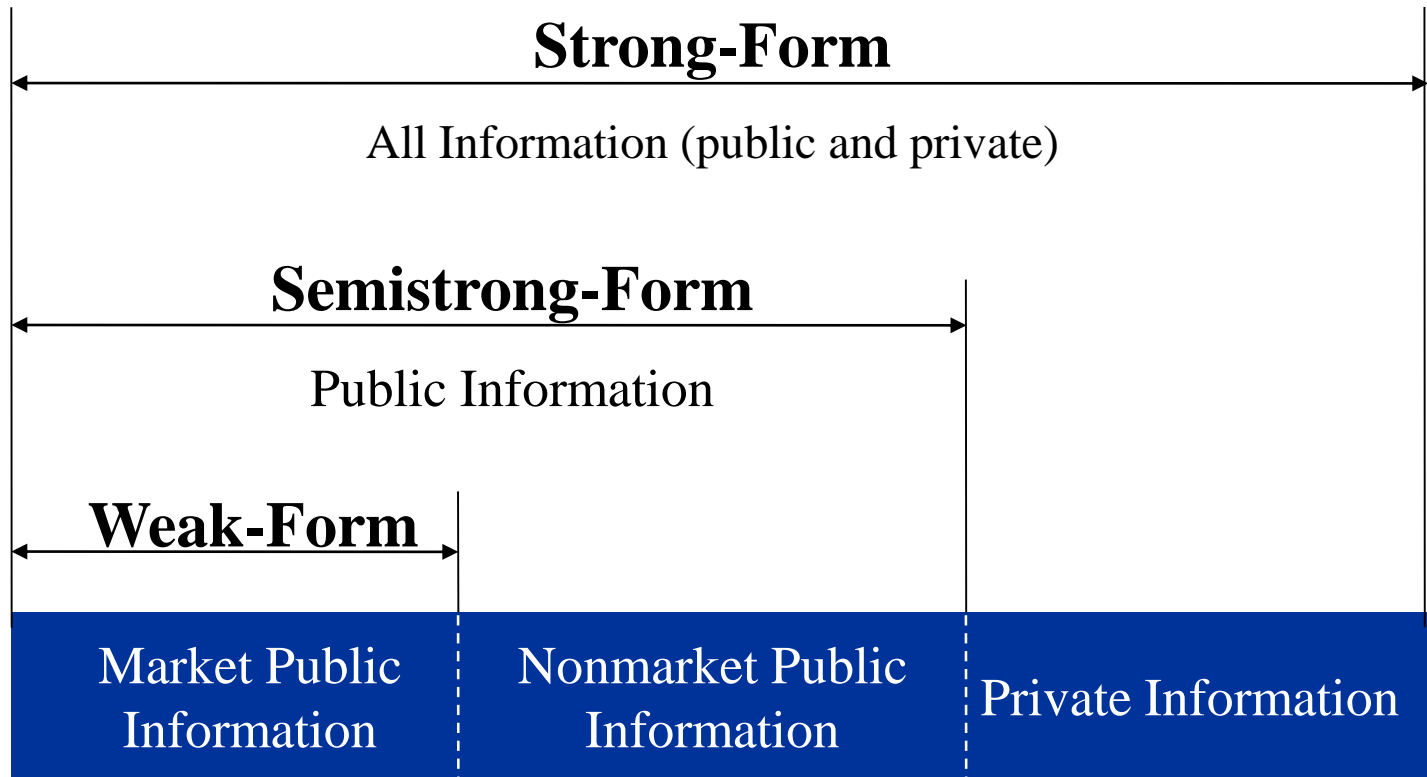 Strong-Form
All Information (public and private)
Semistrong-Form
Public Information
Weak-Form
Market Public
Information
Nonmarket Public
Information
Private Information